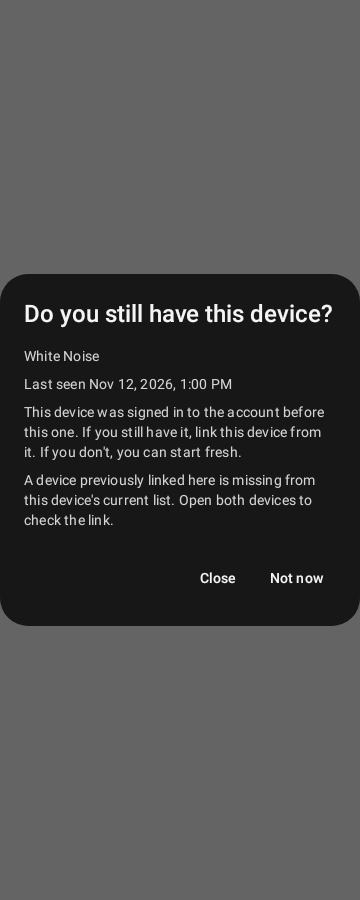 Do you still have this device?
White Noise
Last seen Nov 12, 2026, 1:00 PM
This device was signed in to the account before
this one. If you still have it, link this device from
it. If you don't, you can start fresh.
A device previously linked here is missing from
this device's current list. Open both devices to
check the link.
Close
Not now